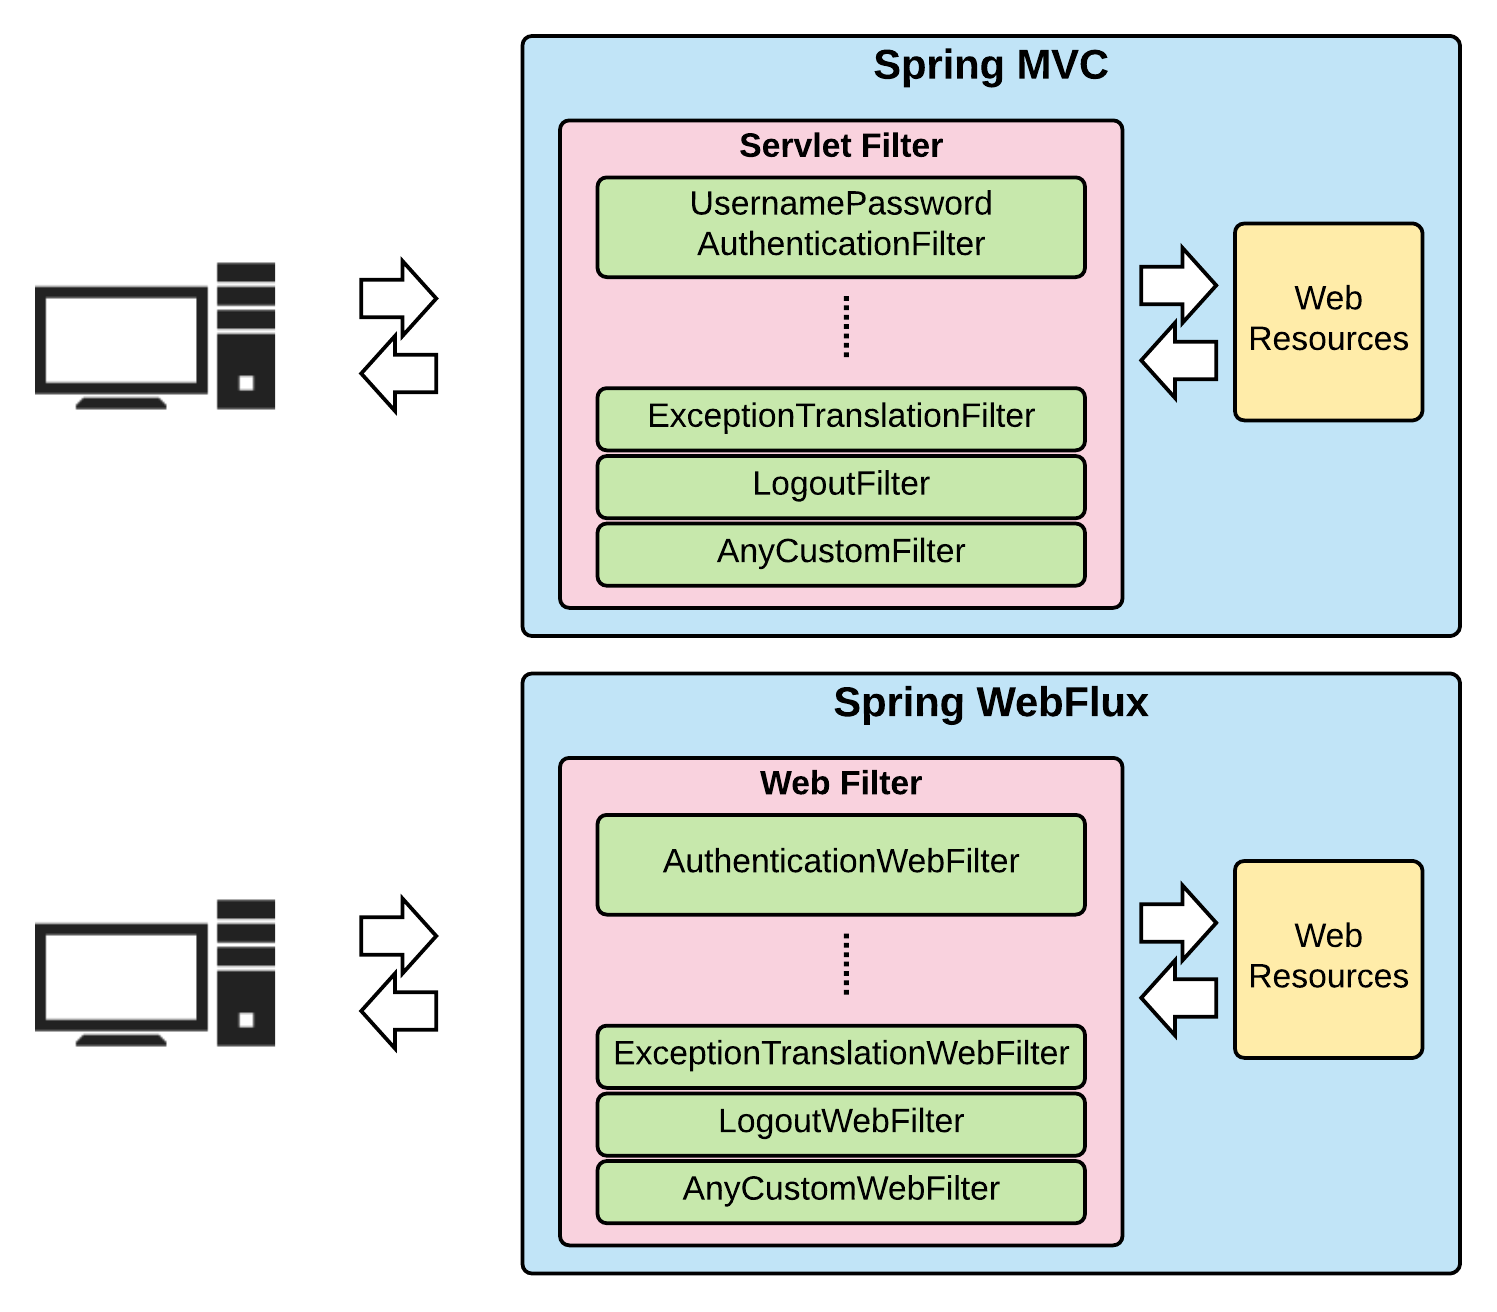 Spring MVC
Servlet Filter
UsernamePassword
AuthenticationFilter
ExceptionTranslationFilter
LogoutFilter
AnyCustomFilter
Web
Resources
Spring WebFlux
Web Filter
AuthenticationWebFilter
ExceptionTranslationWebFilter
LogoutWebFilter
AnyCustomWebFilter
Web
Resources